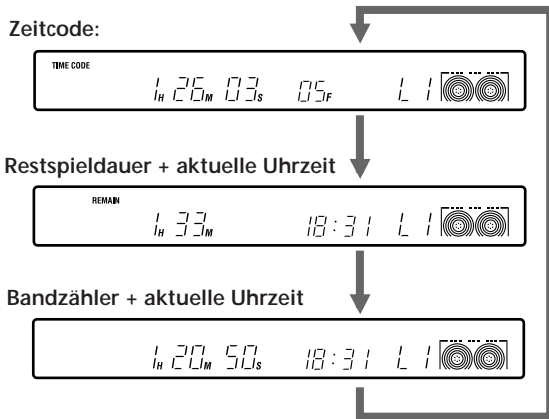 Zeitcode:
TIME CODE
1H 26M 03S 05F L 1
Restspieldauer + aktuelle Uhrzeit
REMAIN
1H 33M 18:31 L 1
Bandzähler + aktuelle Uhrzeit
1H 20M 50S 18:31 L 1